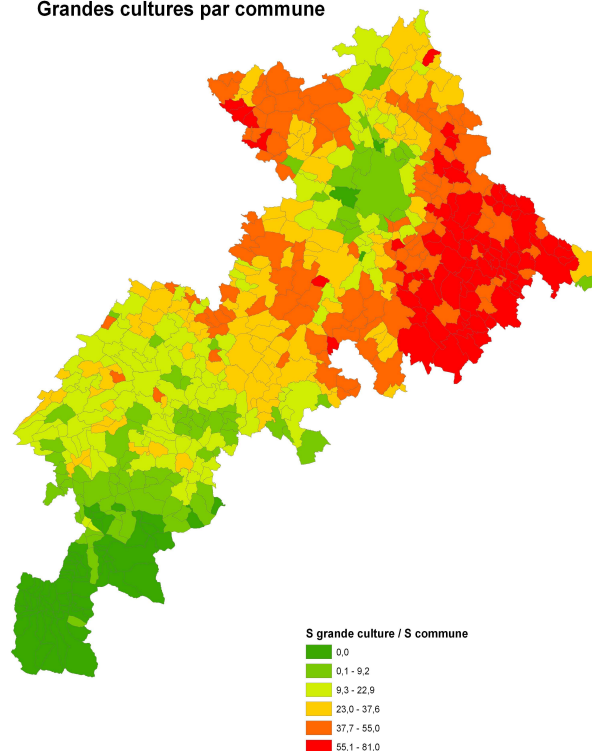 Grandes cultures par commune
S grande culture / S commune
0,0
0,1 - 9,2
9,3 - 22,9
23,0 - 37,6
37,7 - 55,0
55,1 - 81,0